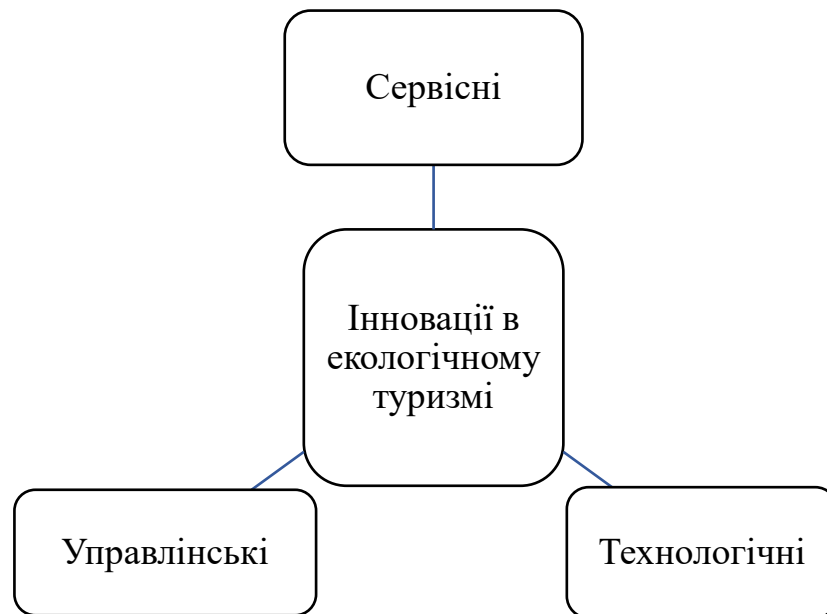 Сервісні
Інновації в
екологічному
туризмі
Управлінські
Технологічні